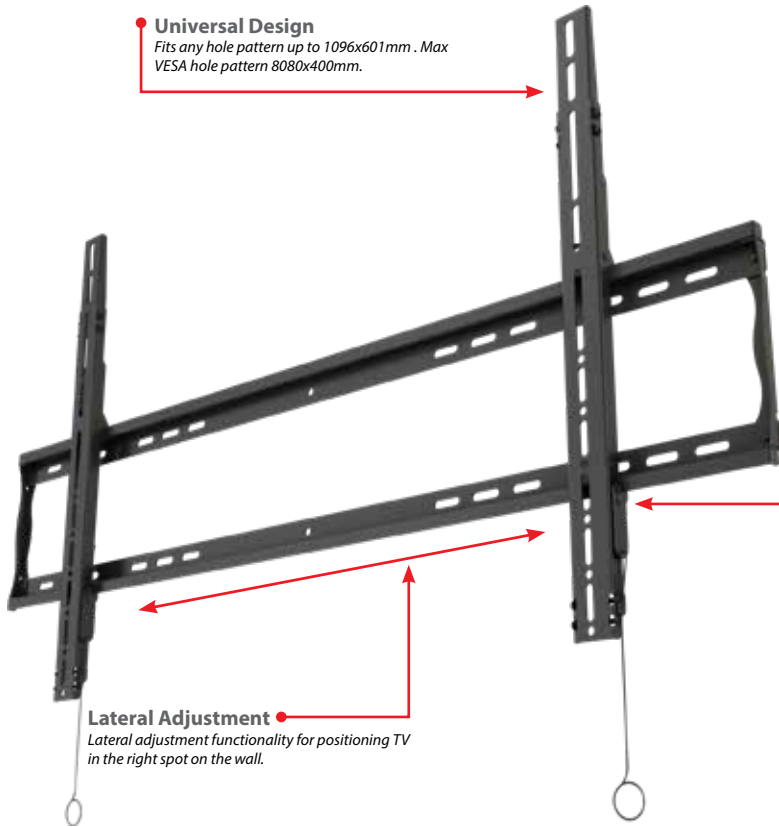 Universal Design
Fits any hole pattern up to 1096x601mm . Max
VESA hole pattern 8080x400mm.
Lateral Adjustment
Lateral adjustment functionality for positioning TV
in the right spot on the wall.